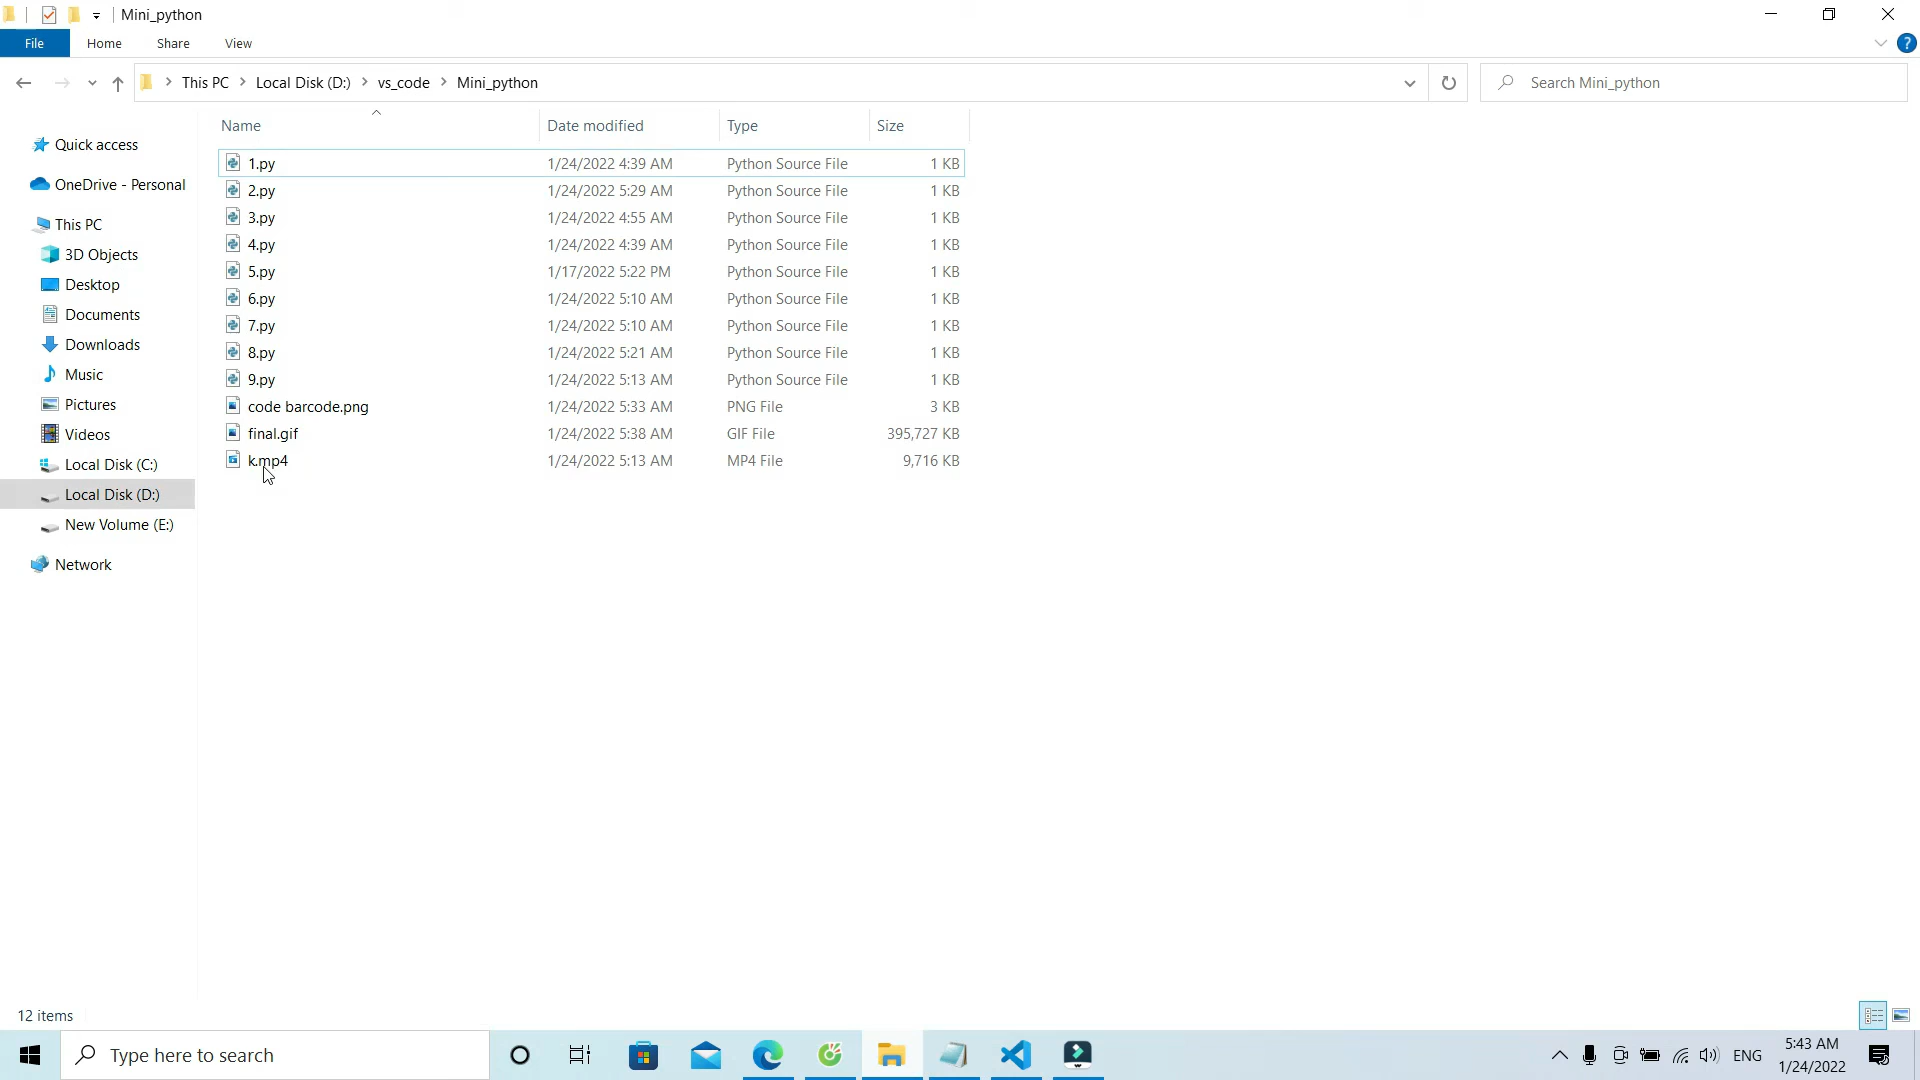 Mini_python
File Home Share View
This PC Local Disk (D:) vs_code Mini_python
Search Mini_python
Name Date modified Type Size
Quick access
OneDrive - Personal
This PC
3D Objects
Desktop
Documents
Downloads
Music
Pictures
Videos
Local Disk (C:)
Local Disk (D:)
New Volume (E:)
Network
1.py 1/24/2022 4:39 AM Python Source File 1 KB
2.py 1/24/2022 5:29 AM Python Source File 1 KB
3.py 1/24/2022 4:55 AM Python Source File 1 KB
4.py 1/24/2022 4:39 AM Python Source File 1 KB
5.py 1/17/2022 5:22 PM Python Source File 1 KB
6.py 1/24/2022 5:10 AM Python Source File 1 KB
7.py 1/24/2022 5:10 AM Python Source File 1 KB
8.py 1/24/2022 5:21 AM Python Source File 1 KB
9.py 1/24/2022 5:13 AM Python Source File 1 KB
code barcode.png 1/24/2022 5:33 AM PNG File 3 KB
final.gif 1/24/2022 5:38 AM GIF File 395,727 KB
k.mp4 1/24/2022 5:13 AM MP4 File 9,716 KB
12 items
Type here to search
ENG
5:43 AM
1/24/2022